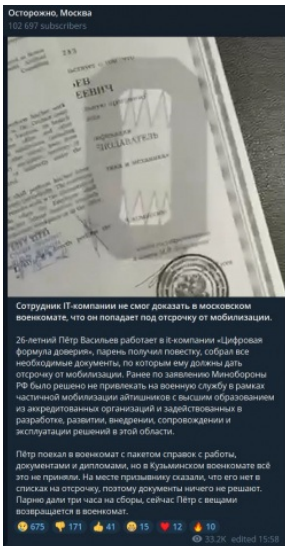 Осторожно, Москва
102 697 subscribers
283
ЬЕВ
ЕЕВИЧ
ТОДАВАТЕЛЬ
Сотрудник IT-компании не смог доказать в московском
военкомате, что он попадает под отсрочку от мобилизации.
26-летний Пётр Васильев работает в it-компании «Цифровая
формула доверия», парень получил повестку, собрал все
необходимые документы, по которым ему должны дать
отсрочку от мобилизации. Ранее по заявлению Минобороны
РФ было решено не привлекать на военную службу в рамках
частичной мобилизации айтишников с высшим образованием
из аккредитованных организаций и задействованных в
разработке, развитии, внедрении, сопровождении и
эксплуатации решений в этой области.
Пётр поехал в военкомат с пакетом справок с работы,
документами и дипломами, но в Кузьминском военкомате всё
это не приняли. На месте призывнику сказали, что его нет в
списках на отсрочку, поэтому документы ничего не решают.
Парню дали три часа на сборы, сейчас Пётр с вещами
возвращается в военкомат.
675 171 41 15 12 10
33.2K edited 15:58